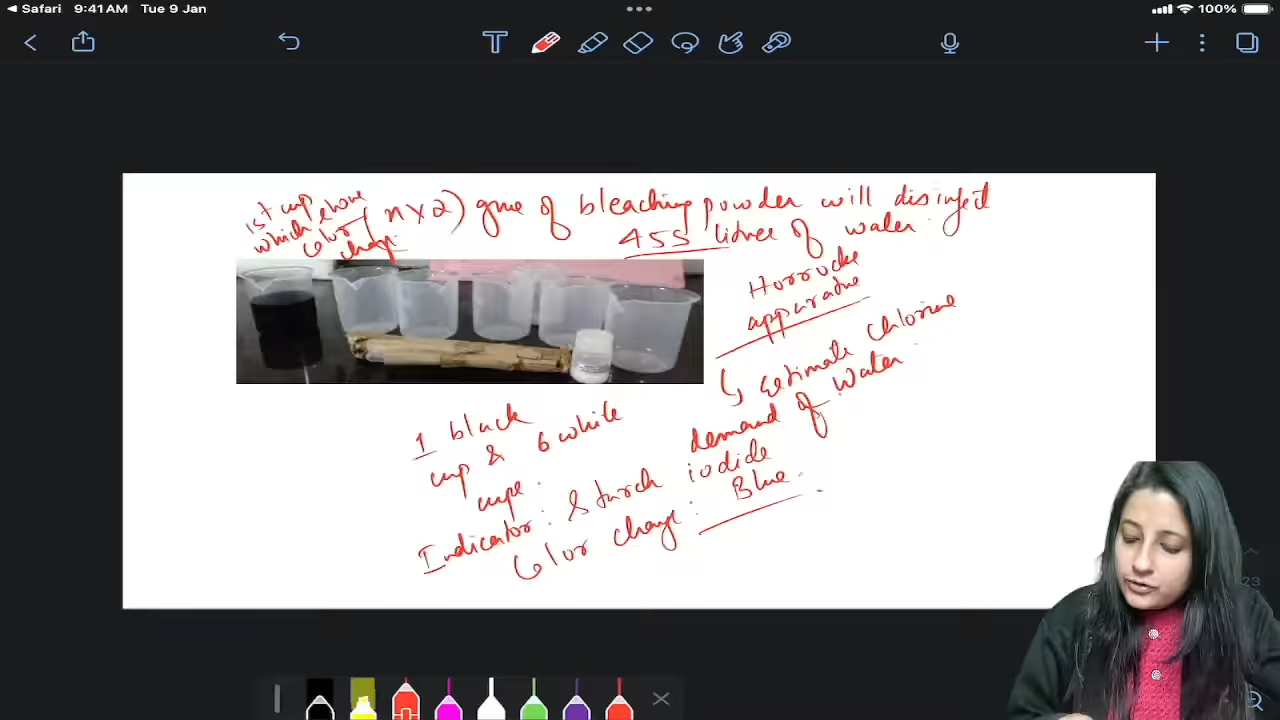 Safari 9:41 AM Tue 9 Jan 100%
1st cup
which shows
color
change
(n x 2) gms of bleaching powder will disinfect
455 litres of water.
Horrocks
apparatus
↳ estimate chlorine
demand of water.
1 black
cup & 6 white
cups.
Indicator: Starch iodide
Color change: Blue.
23